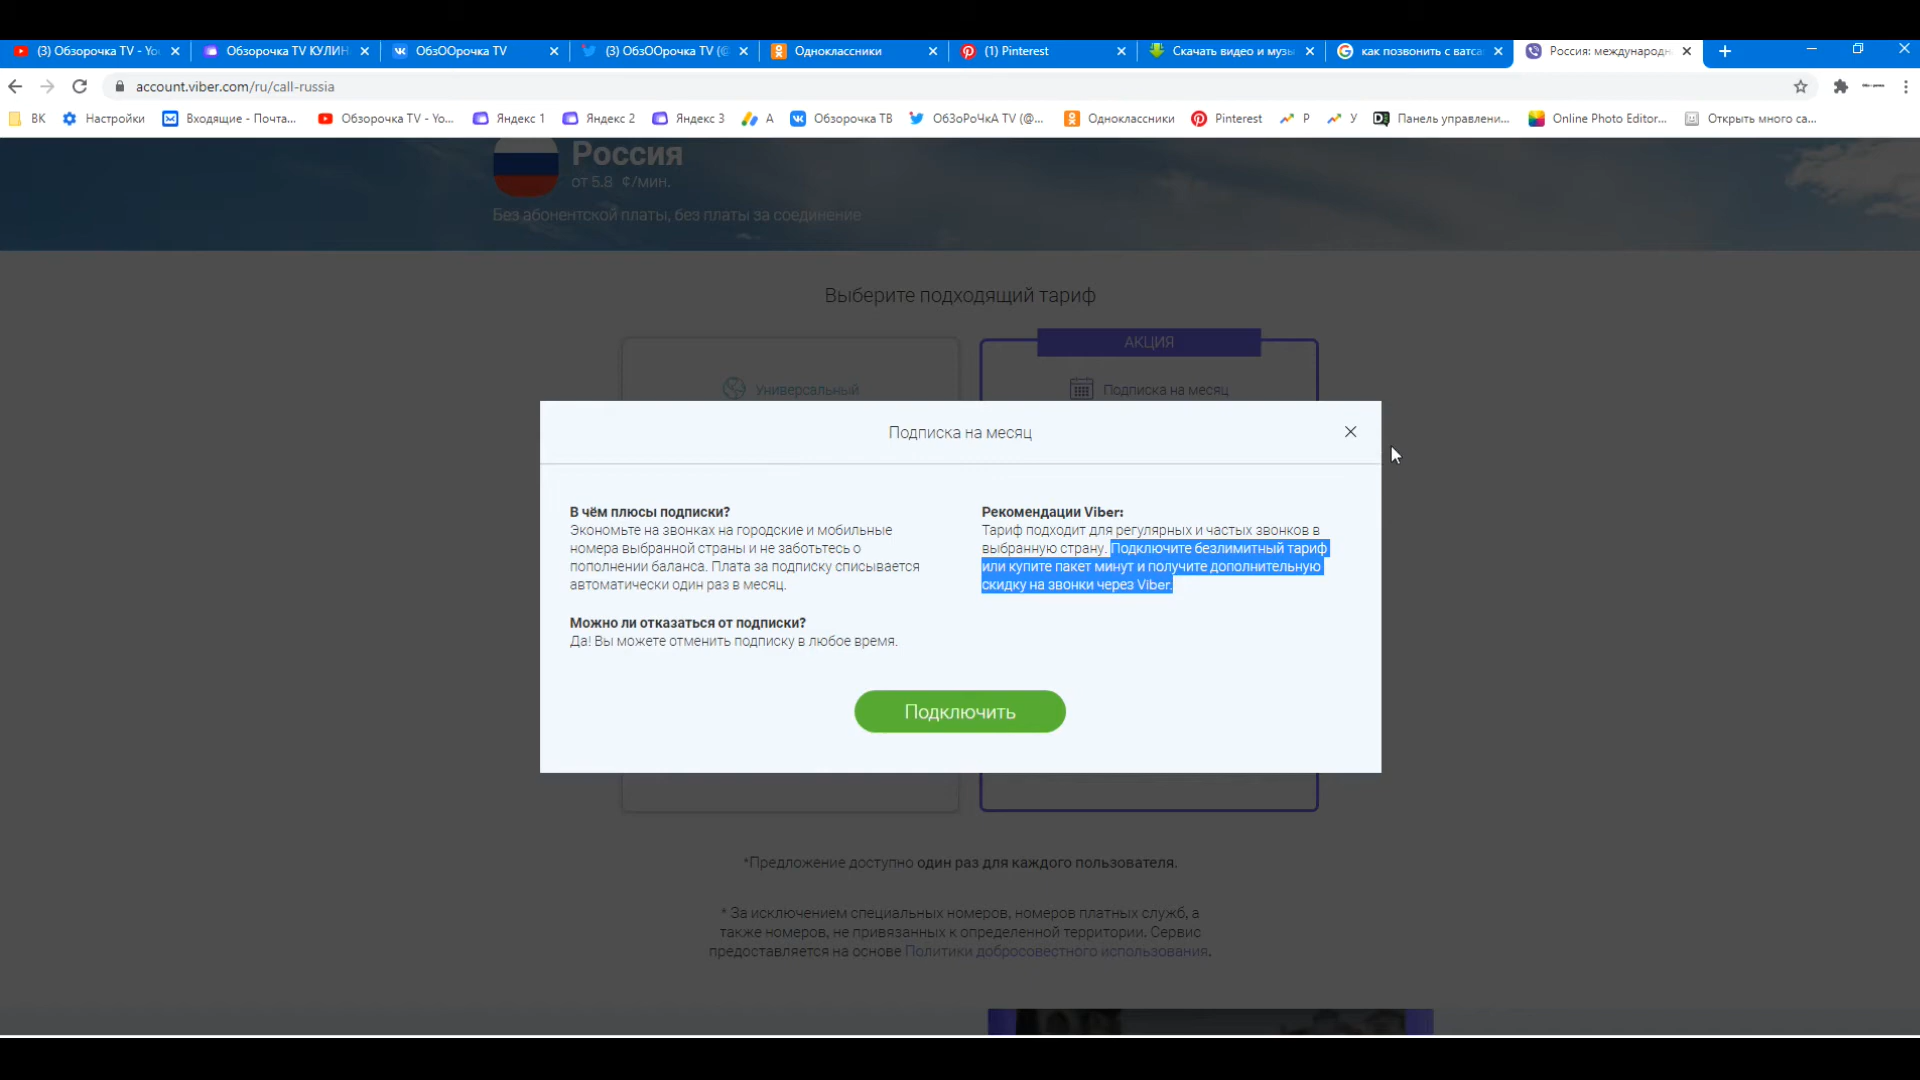 (3) Обзорочка TV - Yo
Обзорочка TV КУЛИН
ОбзООрочка TV
(3) ОбзООрочка TV (@
Одноклассники
(1) Pinterest
Скачать видео и музы
как позвонить с ватса
Россия: международн
account.viber.com/ru/call-russia
ВК
Настройки
Входящие - Почта...
Обзорочка TV - Yo...
Яндекс 1
Яндекс 2
Яндекс 3
А
Обзорочка ТВ
ОБЗоРоЧкА TV (@...
Одноклассники
Pinterest
Р
У
Панель управлени...
Online Photo Editor...
Открыть много са...
Россия
от 5.8 ¢/мин.
Без абонентской платы, без платы за соединение
Выберите подходящий тариф
АКЦИЯ
Универсальный
Подписка на месяц
Подписка на месяц
В чём плюсы подписки?
Экономьте на звонках на городские и мобильные
номера выбранной страны и не заботьтесь о
пополнении баланса. Плата за подписку списывается
автоматически один раз в месяц.
Можно ли отказаться от подписки?
Да! Вы можете отменить подписку в любое время.
Рекомендации Viber:
Тариф подходит для регулярных и частых звонков в
выбранную страну. Подключите безлимитный тариф
или купите пакет минут и получите дополнительную
скидку на звонки через Viber.
Подключить
*Предложение доступно один раз для каждого пользователя.
* За исключением специальных номеров, номеров платных служб, а
также номеров, не привязанных к определенной территории. Сервис
предоставляется на основе Политики добросовестного использования.